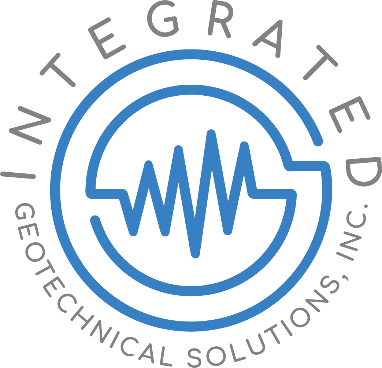 INTEGRATED
GEOTECHNICAL SOLUTIONS, INC.